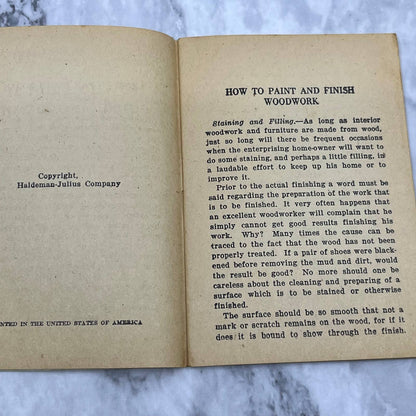 Copyright,
Haldeman-Julius Company
NTED IN THE UNITED STATES OF AMERICA
HOW TO PAINT AND FINISH
WOODWORK
Staining and Filling.—As long as interior
woodwork and furniture are made from wood,
just so long will there be frequent occasions
when the enterprising home-owner will want to
do some staining, and perhaps a little filling, in
a laudable effort to keep up his home or to
improve it.
Prior to the actual finishing a word must be
said regarding the preparation of the work that
is to be finished. It very often happens that
an excellent woodworker will complain that he
simply cannot get good results finishing his
work. Why? Many times the cause can be
traced to the fact that the wood has not been
properly treated. If a pair of shoes were black-
ened before removing the mud and dirt, would
the result be good? No more should one be
careless about the cleaning and preparing of a
surface which is to be stained or otherwise
finished.
The surface should be so smooth that not a
mark or scratch remains on the wood, for if it
does it is bound to show through the finish.